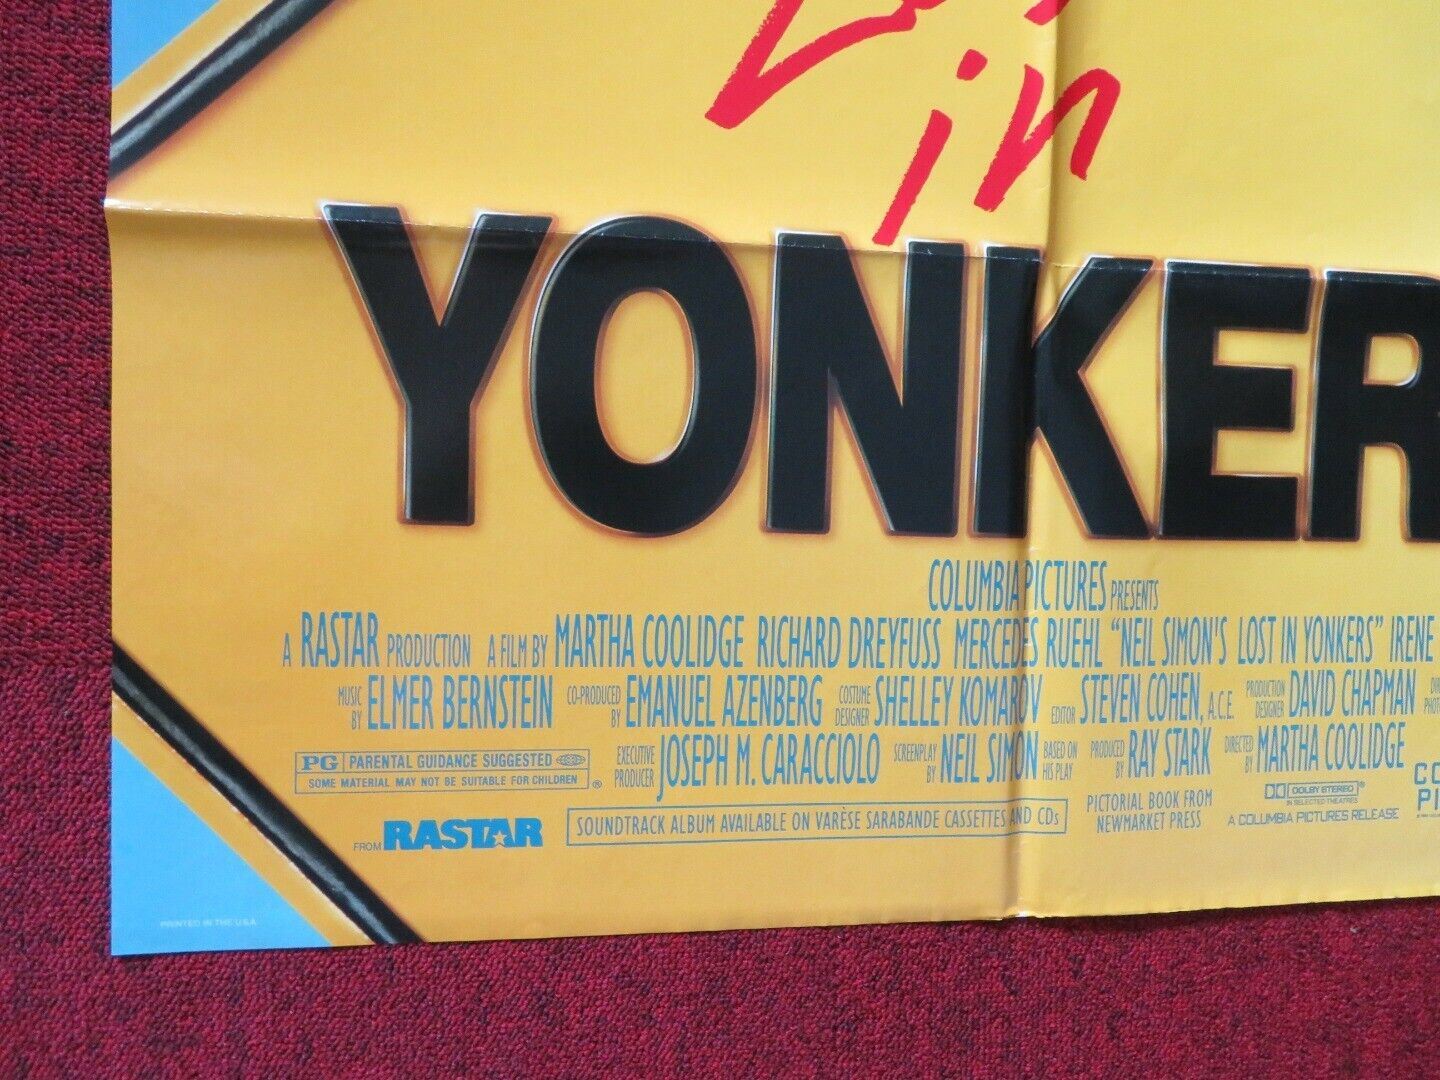 in
YONKER
COLUMBIA PICTURES PRESENTS
A RASTAR PRODUCTION A FILM BY MARTHA COOLIDGE RICHARD DREYFUSS MERCEDES RUEHL "NEIL SIMON'S LOST IN YONKERS" IRENE
MUSIC BY ELMER BERNSTEIN CO-PRODUCED BY EMANUEL AZENBERG COSTUME DESIGNER SHELLEY KOMAROV EDITOR STEVEN COHEN, A.C.E. PRODUCTION DESIGNER DAVID CHAPMAN
EXECUTIVE PRODUCER JOSEPH M. CARACCIOLO SCREENPLAY BY NEIL SIMON BASED ON HIS PLAY PRODUCED BY RAY STARK DIRECTED BY MARTHA COOLIDGE
PG PARENTAL GUIDANCE SUGGESTED
SOME MATERIAL MAY NOT BE SUITABLE FOR CHILDREN ®
FROM RASTAR
SOUNDTRACK ALBUM AVAILABLE ON VARÈSE SARABANDE CASSETTES AND CDs
PICTORIAL BOOK FROM
NEWMARKET PRESS
DOLBY STEREO ®
IN SELECTED THEATRES
A COLUMBIA PICTURES RELEASE
PRINTED IN THE U.S.A.